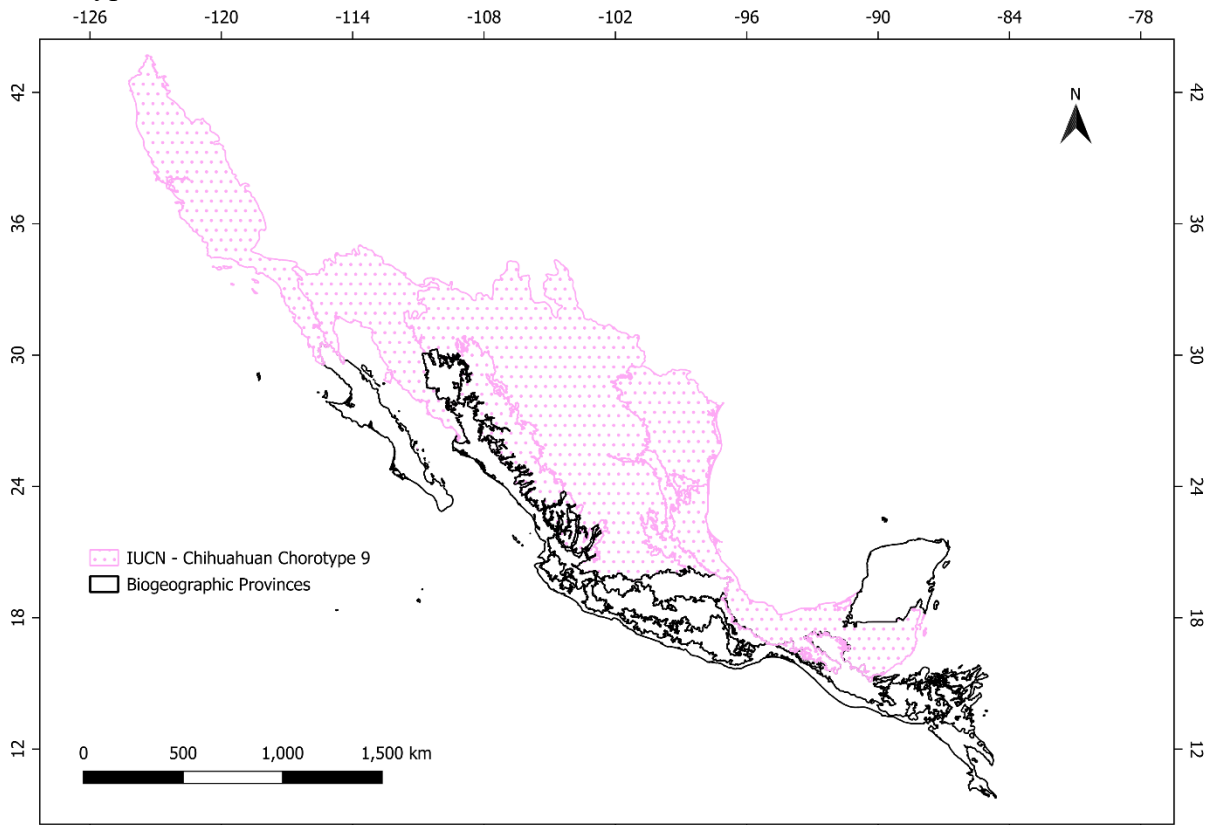 -126 -120 -114 -108 -102 -96 -90 -84 -78
42 42
N
36 36
30 30
24 24
IUCN - Chihuahuan Chorotype 9
Biogeographic Provinces
18 18
12 12
0 500 1,000 1,500 km